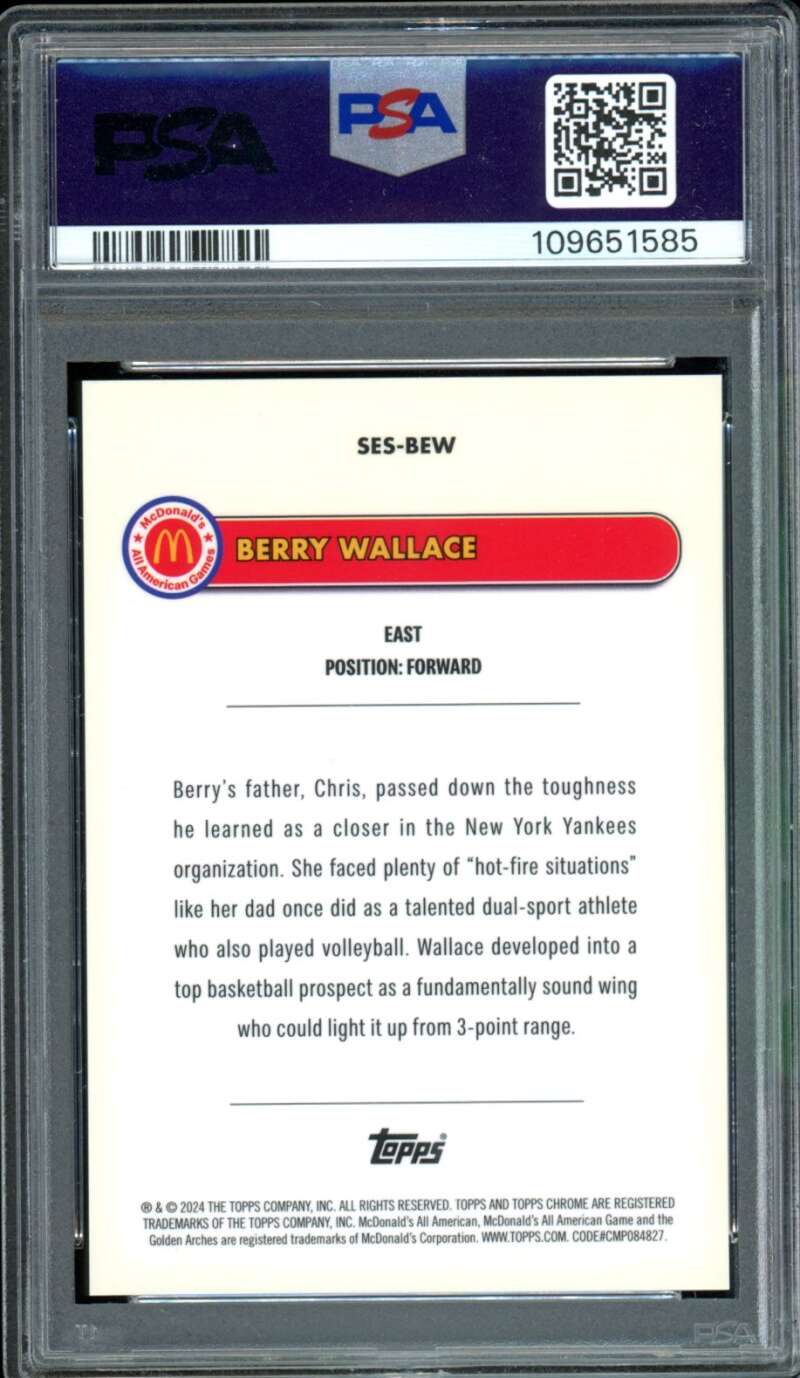 PSA
PSA
109651585
SES-BEW
McDonald's
All American Games
BERRY WALLACE
EAST
POSITION: FORWARD
Berry's father, Chris, passed down the toughness
he learned as a closer in the New York Yankees
organization. She faced plenty of "hot-fire situations"
like her dad once did as a talented dual-sport athlete
who also played volleyball. Wallace developed into a
top basketball prospect as a fundamentally sound wing
who could light it up from 3-point range.
Topps®
® & © 2024 THE TOPPS COMPANY, INC. ALL RIGHTS RESERVED. TOPPS AND TOPPS CHROME ARE REGISTERED
TRADEMARKS OF THE TOPPS COMPANY, INC. McDonald's All American, McDonald's All American Game and the
Golden Arches are registered trademarks of McDonald's Corporation. WWW.TOPPS.COM. CODE#CMP084827.
PSA